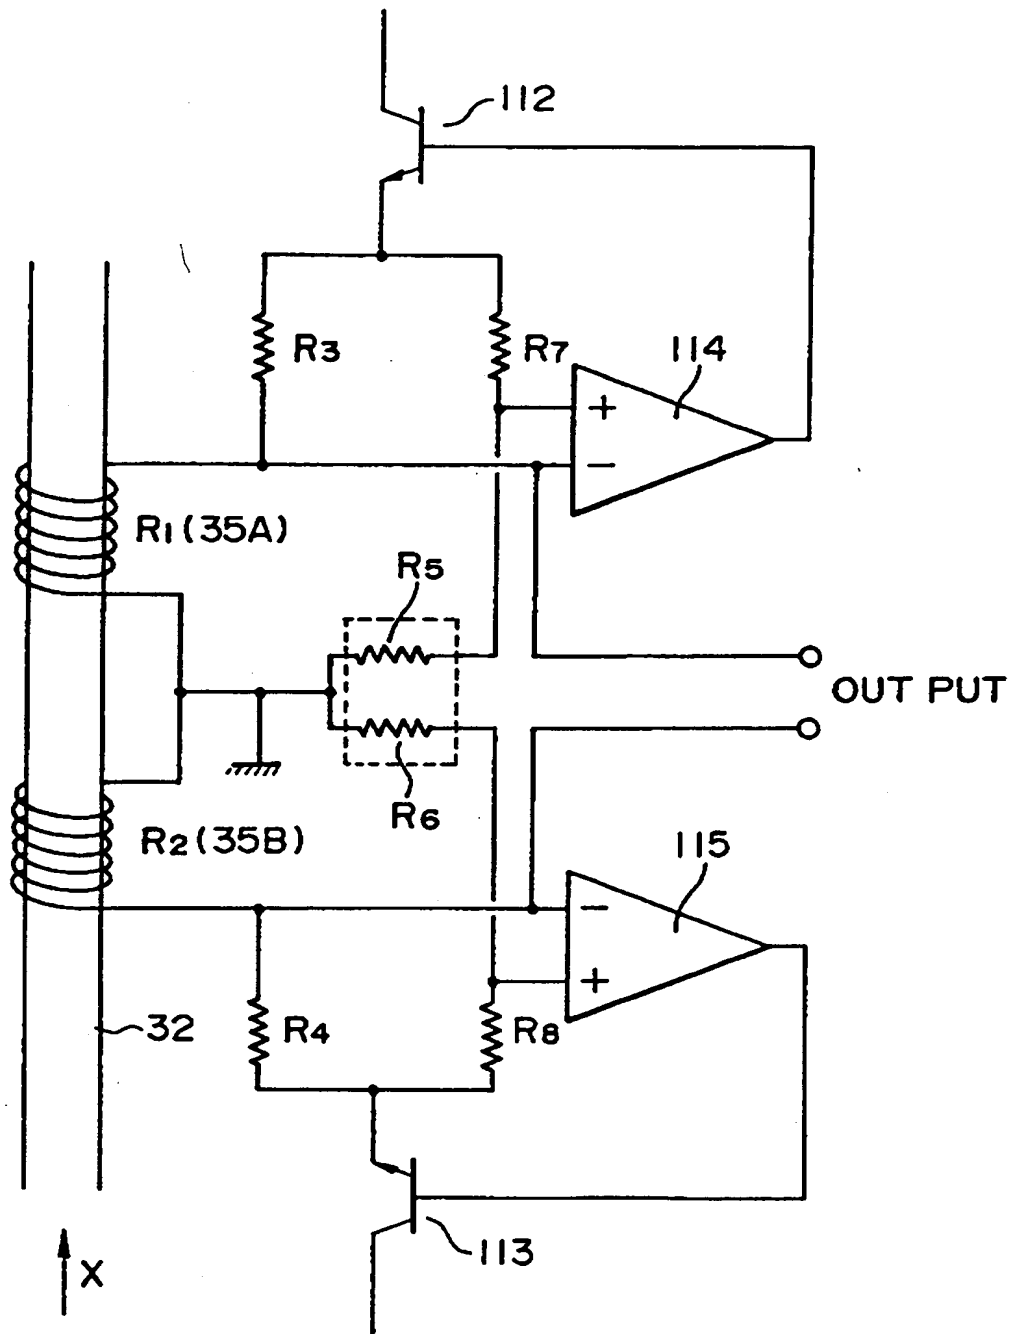 112
R3
R7
114
+
−
R1(35A)
R5
OUT PUT
R6
R2(35B)
115
−
+
32
R4
R8
113
X